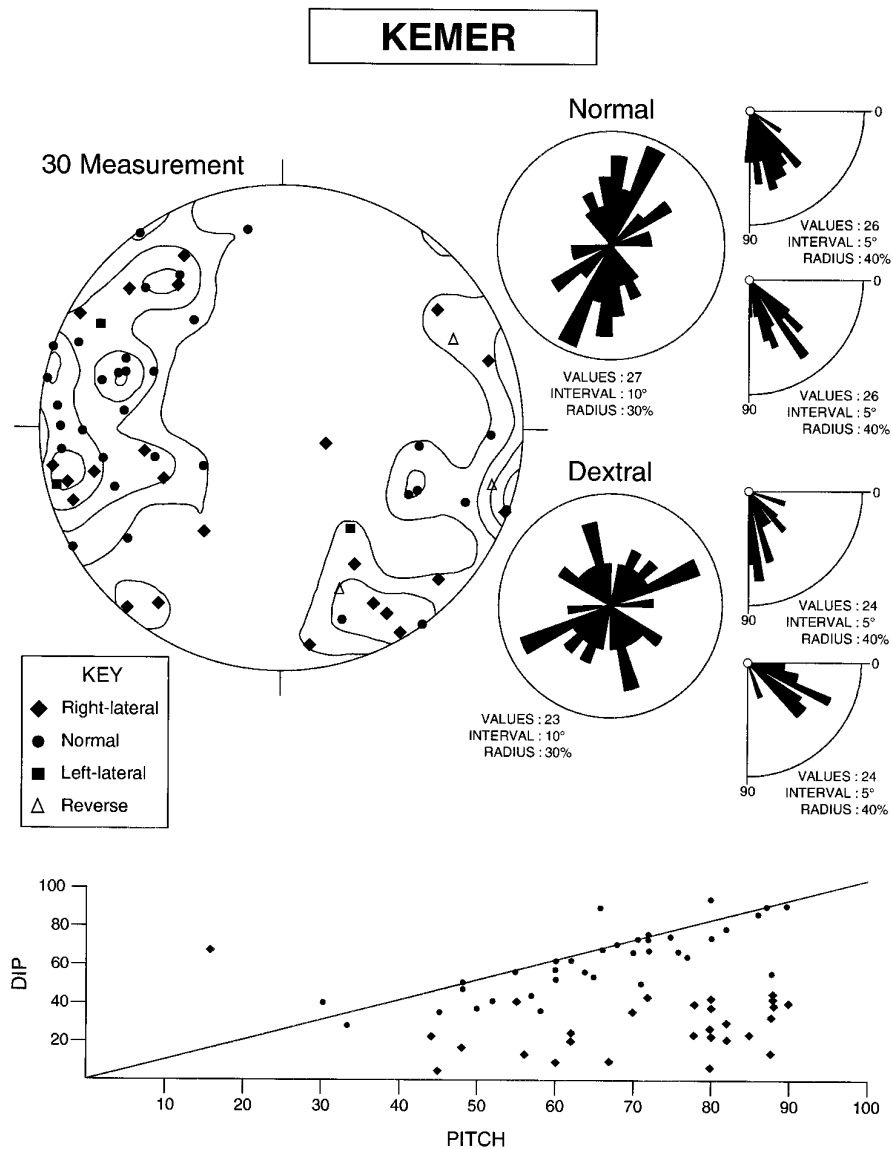 KEMER
30 Measurement
Normal
0
90
VALUES : 26
INTERVAL : 5°
RADIUS : 40%
0
90
VALUES : 26
INTERVAL : 5°
RADIUS : 40%
VALUES : 27
INTERVAL : 10°
RADIUS : 30%
Dextral
0
90
VALUES : 24
INTERVAL : 5°
RADIUS : 40%
0
90
VALUES : 24
INTERVAL : 5°
RADIUS : 40%
VALUES : 23
INTERVAL : 10°
RADIUS : 30%
KEY
Right-lateral
Normal
Left-lateral
Reverse
100
80
60
40
20
DIP
10 20 30 40 50 60 70 80 90 100
PITCH